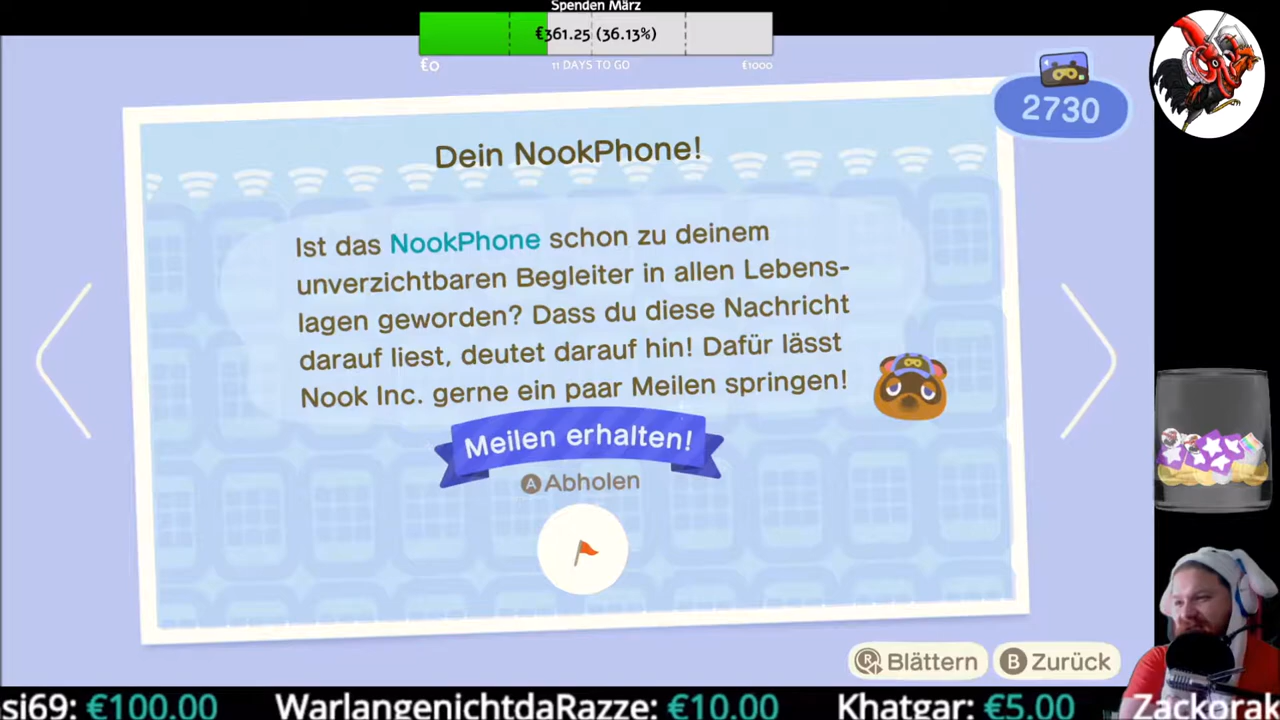 Spenden März
€361.25 (36.13%)
€0 11 DAYS TO GO €1000
2730
Dein NookPhone!
Ist das NookPhone schon zu deinem
unverzichtbaren Begleiter in allen Lebens-
lagen geworden? Dass du diese Nachricht
darauf liest, deutet darauf hin! Dafür lässt
Nook Inc. gerne ein paar Meilen springen!
Meilen erhalten!
A Abholen
R Blättern B Zurück
si69: €100.00 WarlangenichtdaRazze: €10.00 Khatgar: €5.00 Zackorak